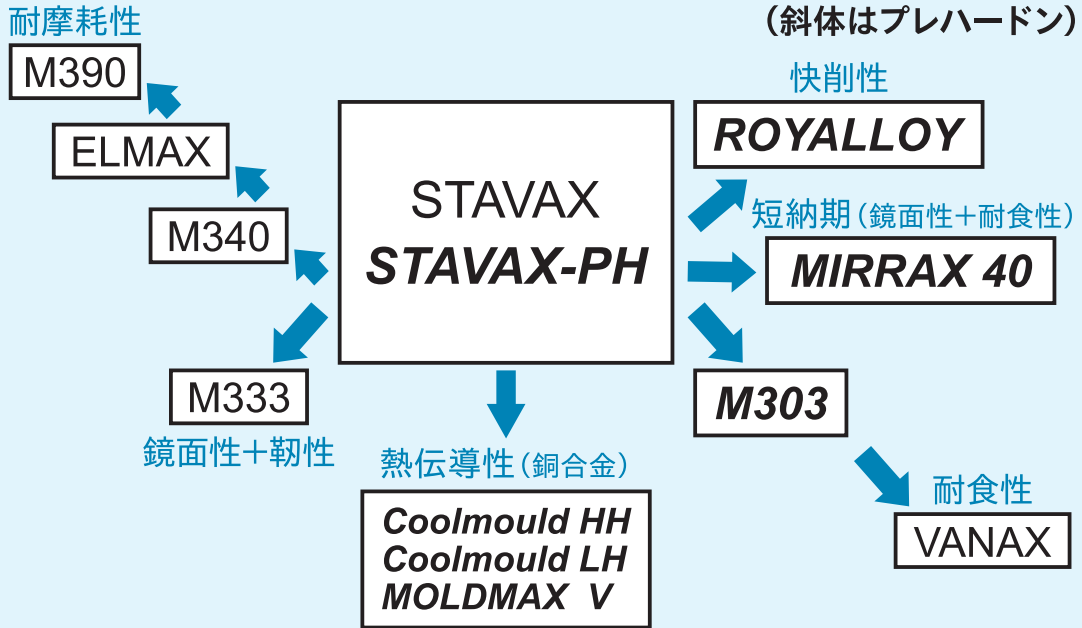 耐摩耗性
M390
ELMAX
M340
M333
鏡面性＋靭性
STAVAX
STAVAX-PH
熱伝導性（銅合金）
Coolmould HH
Coolmould LH
MOLDMAX V
（斜体はプレハードン）
快削性
ROYALLOY
短納期（鏡面性＋耐食性）
MIRRAX 40
M303
耐食性
VANAX